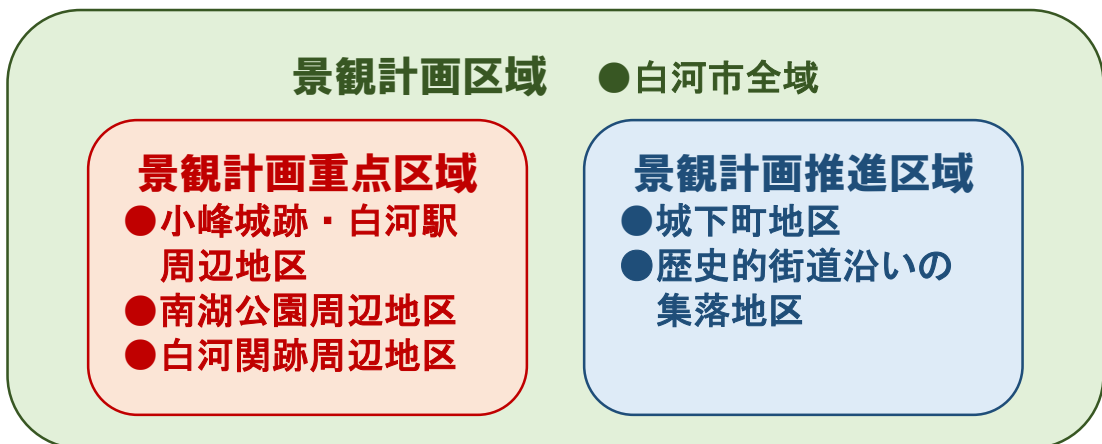 景観計画区域　●白河市全域
景観計画重点区域
●小峰城跡・白河駅
周辺地区
●南湖公園周辺地区
●白河関跡周辺地区
景観計画推進区域
●城下町地区
●歴史的街道沿いの
集落地区